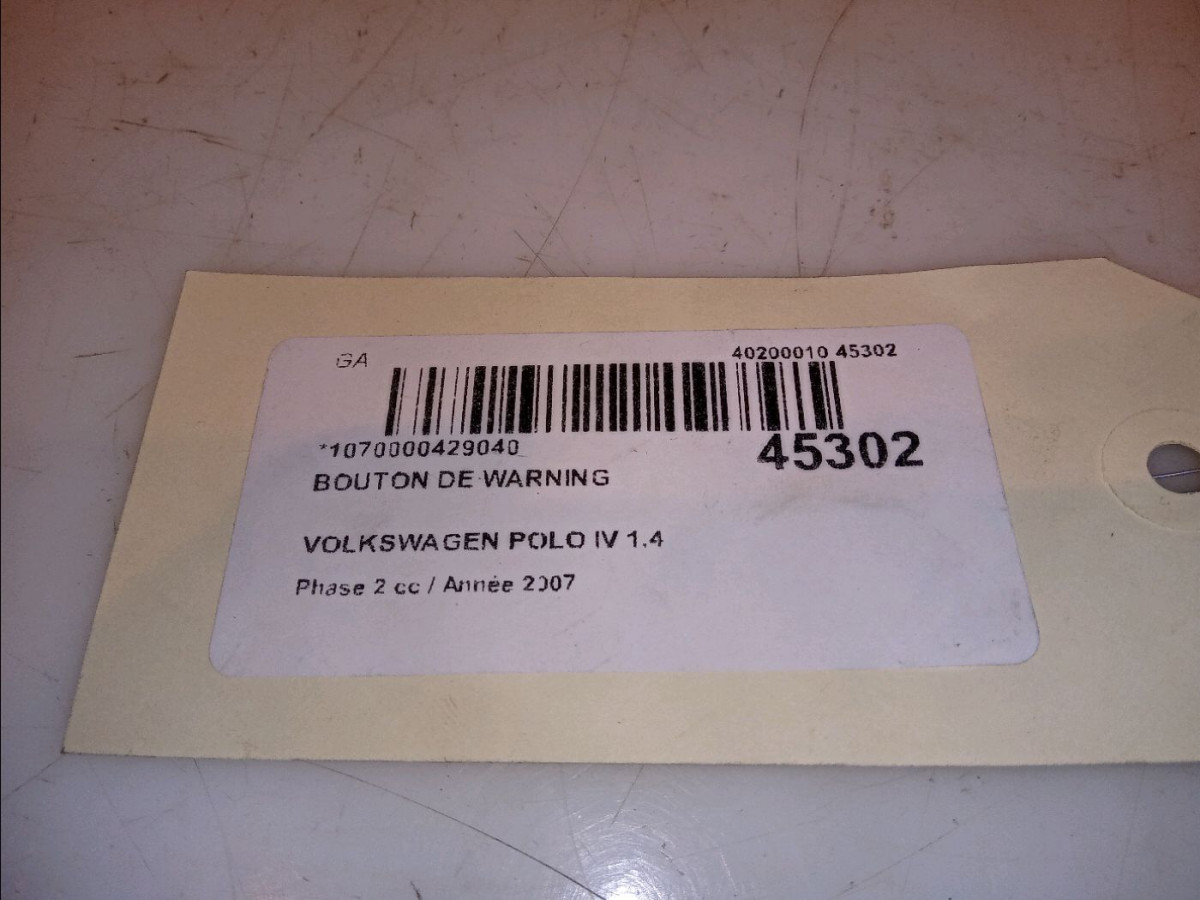 GA
40200010 45302
*1070000429040
45302
BOUTON DE WARNING
VOLKSWAGEN POLO IV 1.4
Phase 2 cc / Année 2007